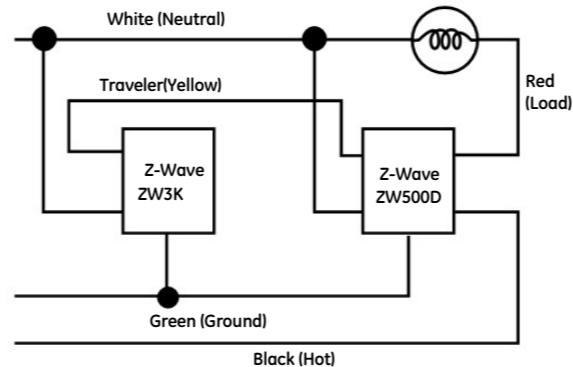 White (Neutral)
Traveler(Yellow)
Red
(Load)
Z-Wave
ZW3K
Z-Wave
ZW500D
Green (Ground)
Black (Hot)